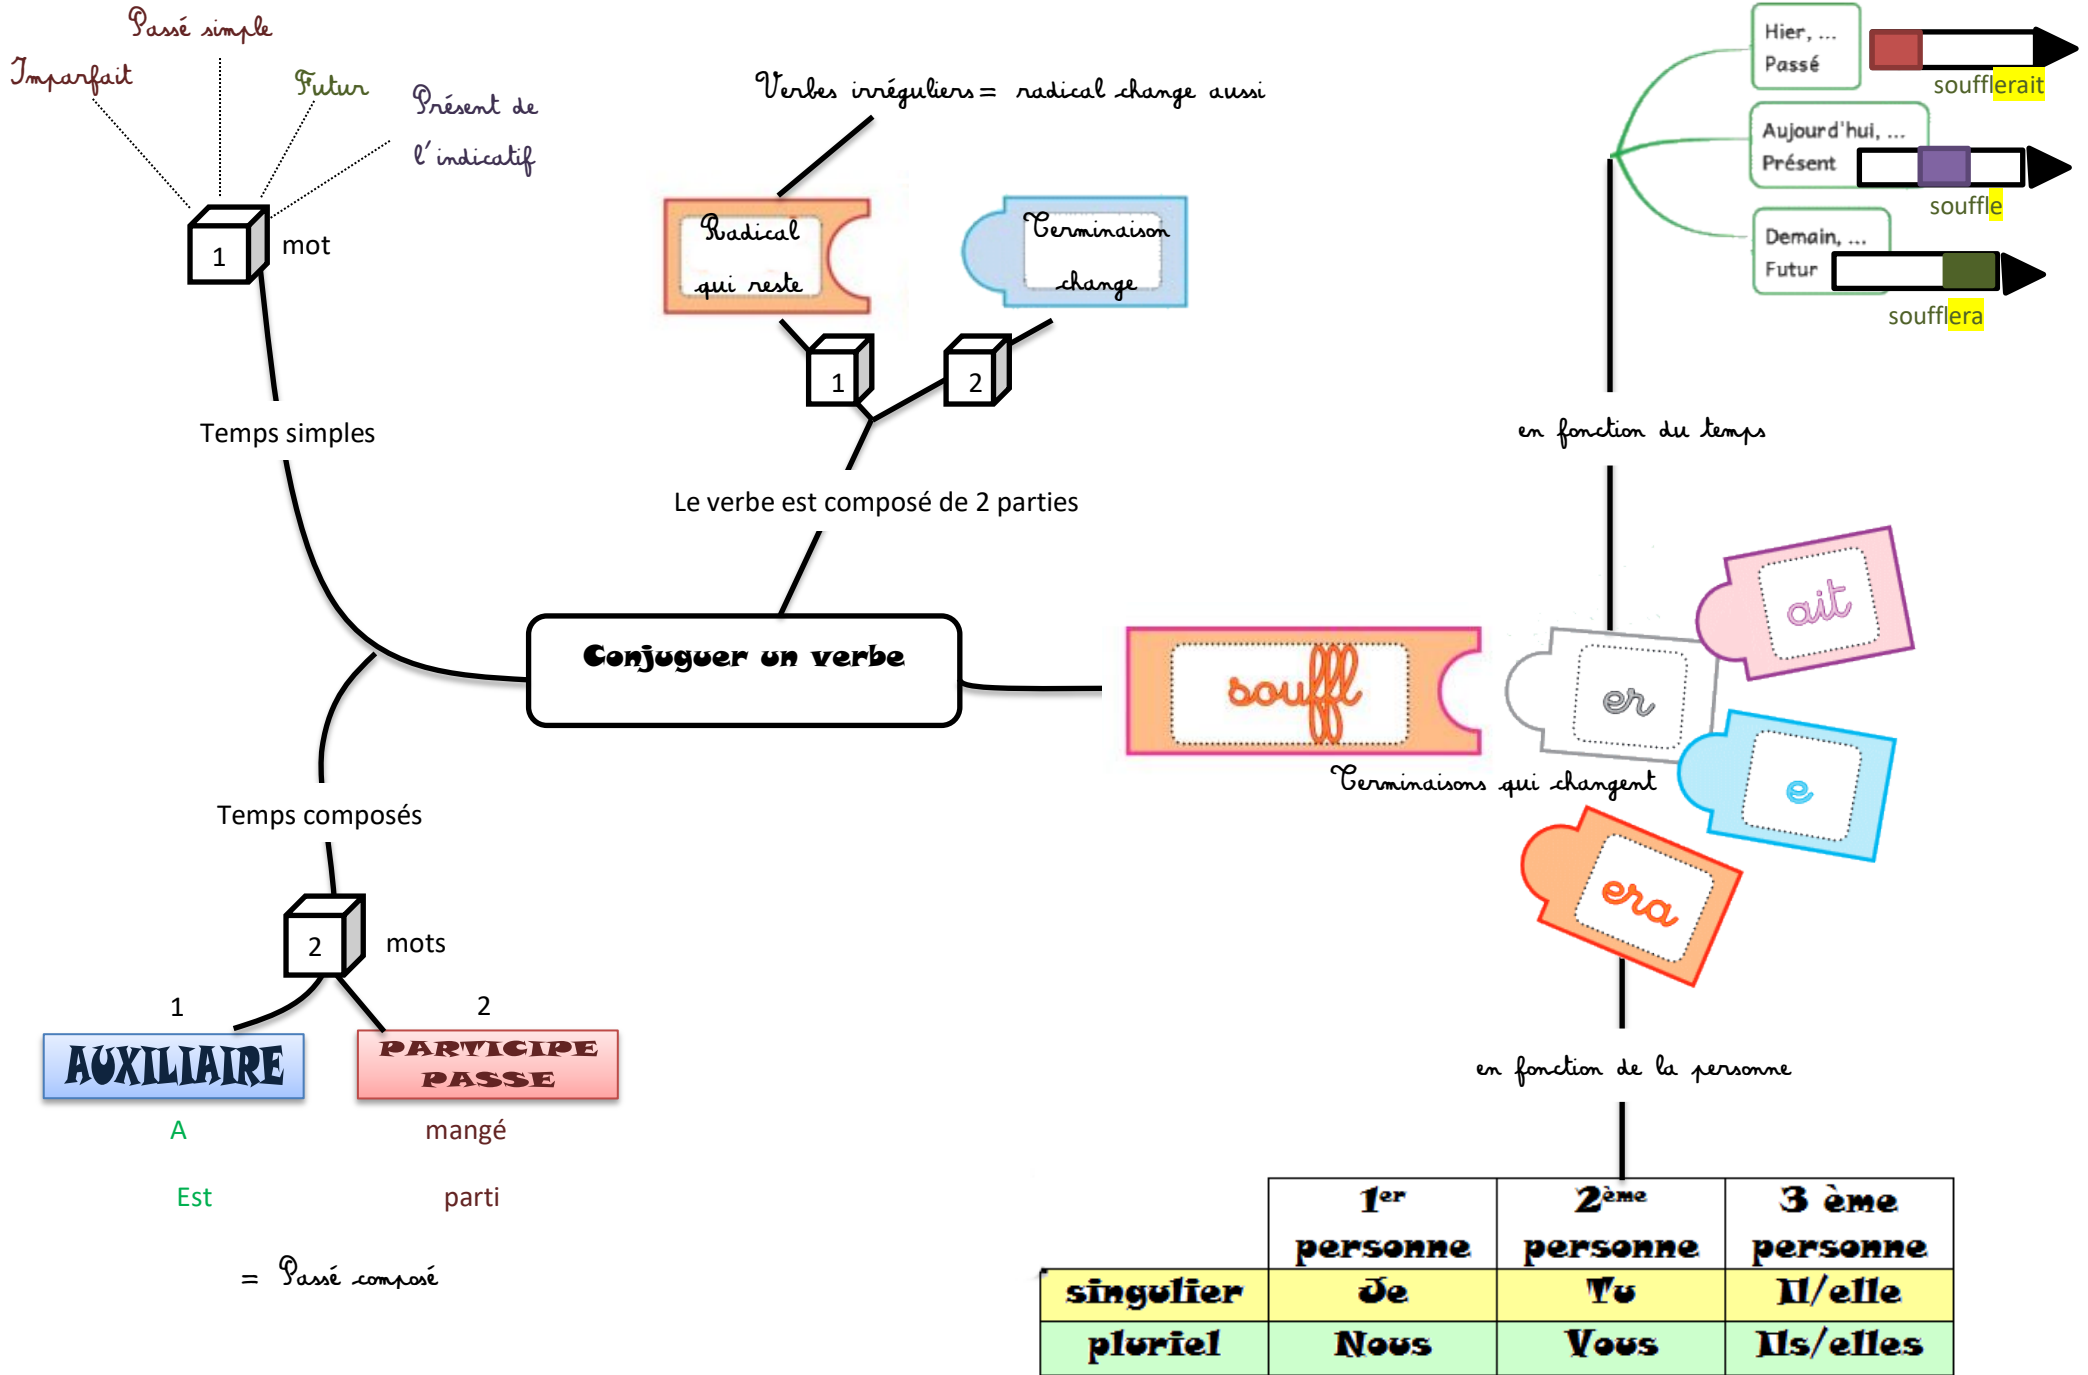 Passé simple
Imparfait
Futur
Présent de
l'indicatif
1
mot
Temps simples
Verbes irréguliers = radical change aussi
Radical
qui reste
Terminaison
change
1
2
Le verbe est composé de 2 parties
Hier, ...
Passé
soufflerait
Aujourd'hui, ...
Présent
souffle
Demain, ...
Futur
soufflera
en fonction du temps
Conjuguer un verbe
souffl
er
ait
e
era
Terminaisons qui changent
Temps composés
2
mots
1
2
AUXILIAIRE
PARTICIPE
PASSE
A
mangé
Est
parti
= Passé composé
en fonction de la personne
1er
personne
2ème
personne
3 ème
personne
singulier
Je
Tu
Il/elle
pluriel
Nous
Vous
Ils/elles